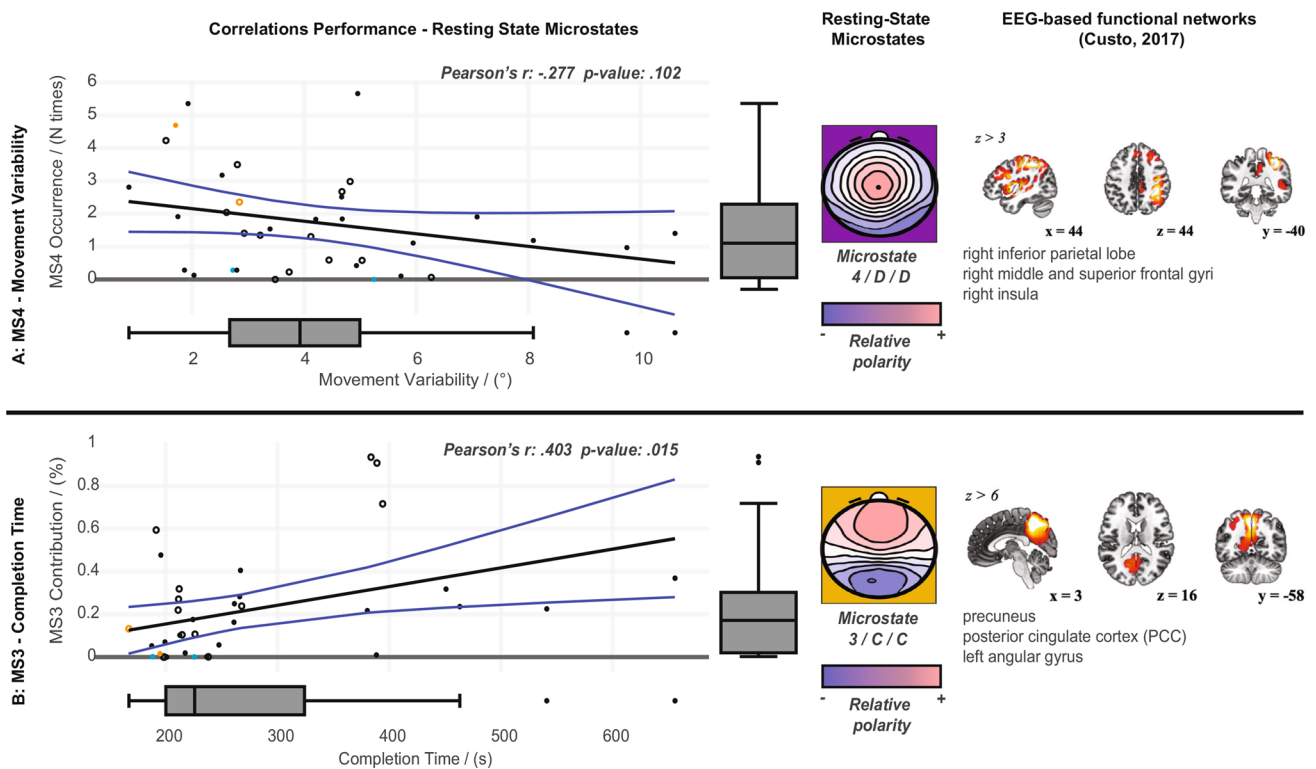 Correlations Performance - Resting State Microstates
Resting-State
Microstates
EEG-based functional networks
(Custo, 2017)
A: MS4 - Movement Variability
MS4 Occurrence / (N times)
Pearson's r: -.277 p-value: .102
6
5
4
3
2
1
0
2
4
6
8
10
Movement Variability / (°)
Microstate
4 / D / D
- +
Relative
polarity
z > 3
x = 44
z = 44
y = -40
right inferior parietal lobe
right middle and superior frontal gyri
right insula
B: MS3 - Completion Time
MS3 Contribution / (%)
Pearson's r: .403 p-value: .015
1
0.8
0.6
0.4
0.2
0
200
300
400
500
600
Completion Time / (s)
Microstate
3 / C / C
- +
Relative
polarity
z > 6
x = 3
z = 16
y = -58
precuneus
posterior cingulate cortex (PCC)
left angular gyrus